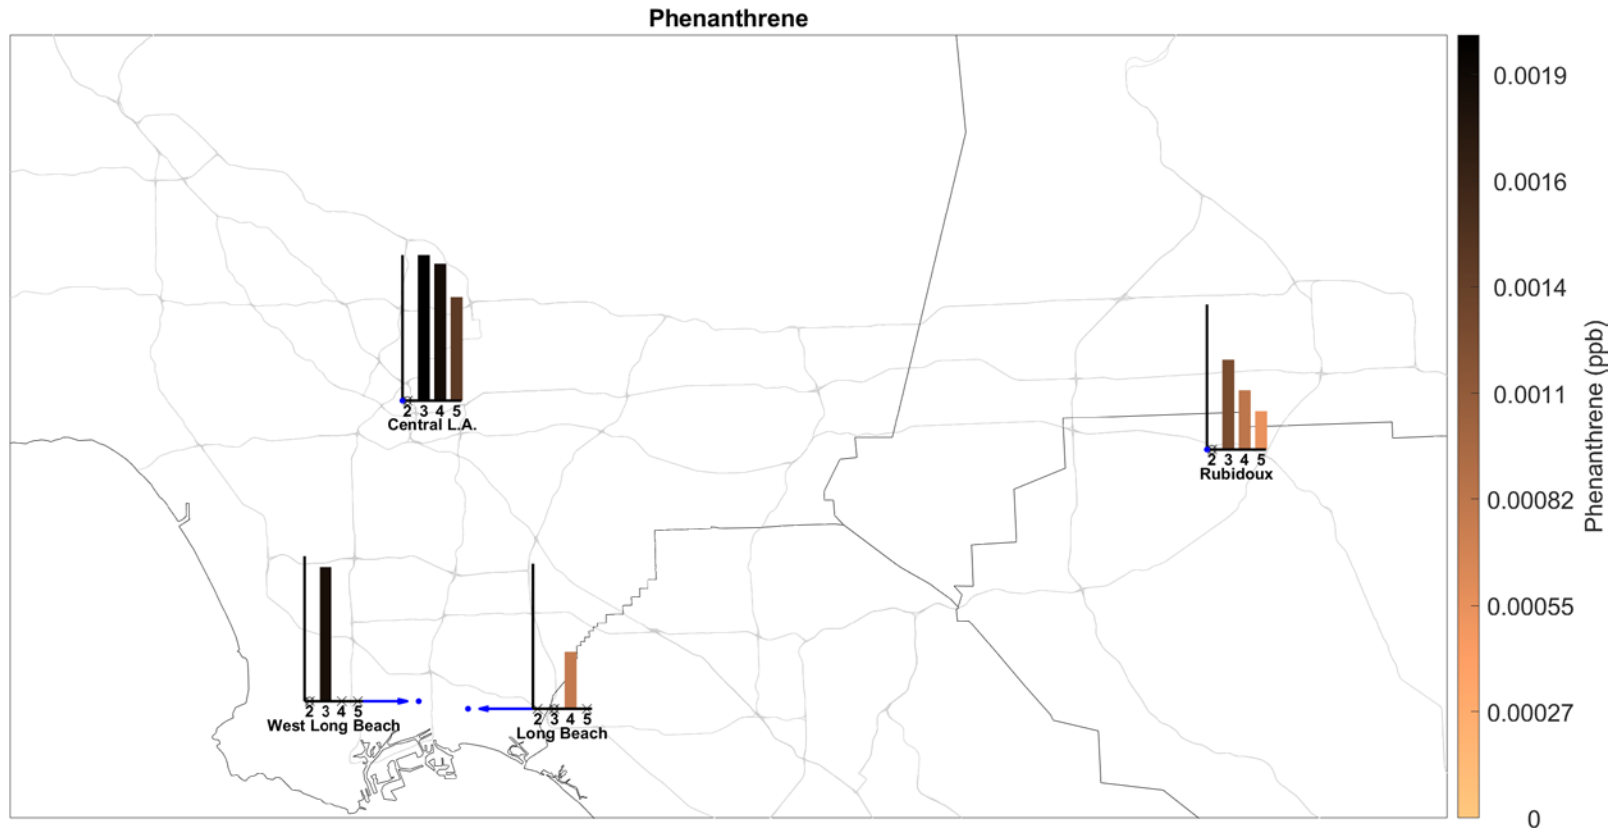 Phenanthrene
0.0019
0.0016
0.0014
0.0011
0.00082
0.00055
0.00027
0
Phenanthrene (ppb)
2 3 4 5
Central L.A.
2 3 4 5
Rubidoux
2 3 4 5
West Long Beach
2 3 4 5
Long Beach